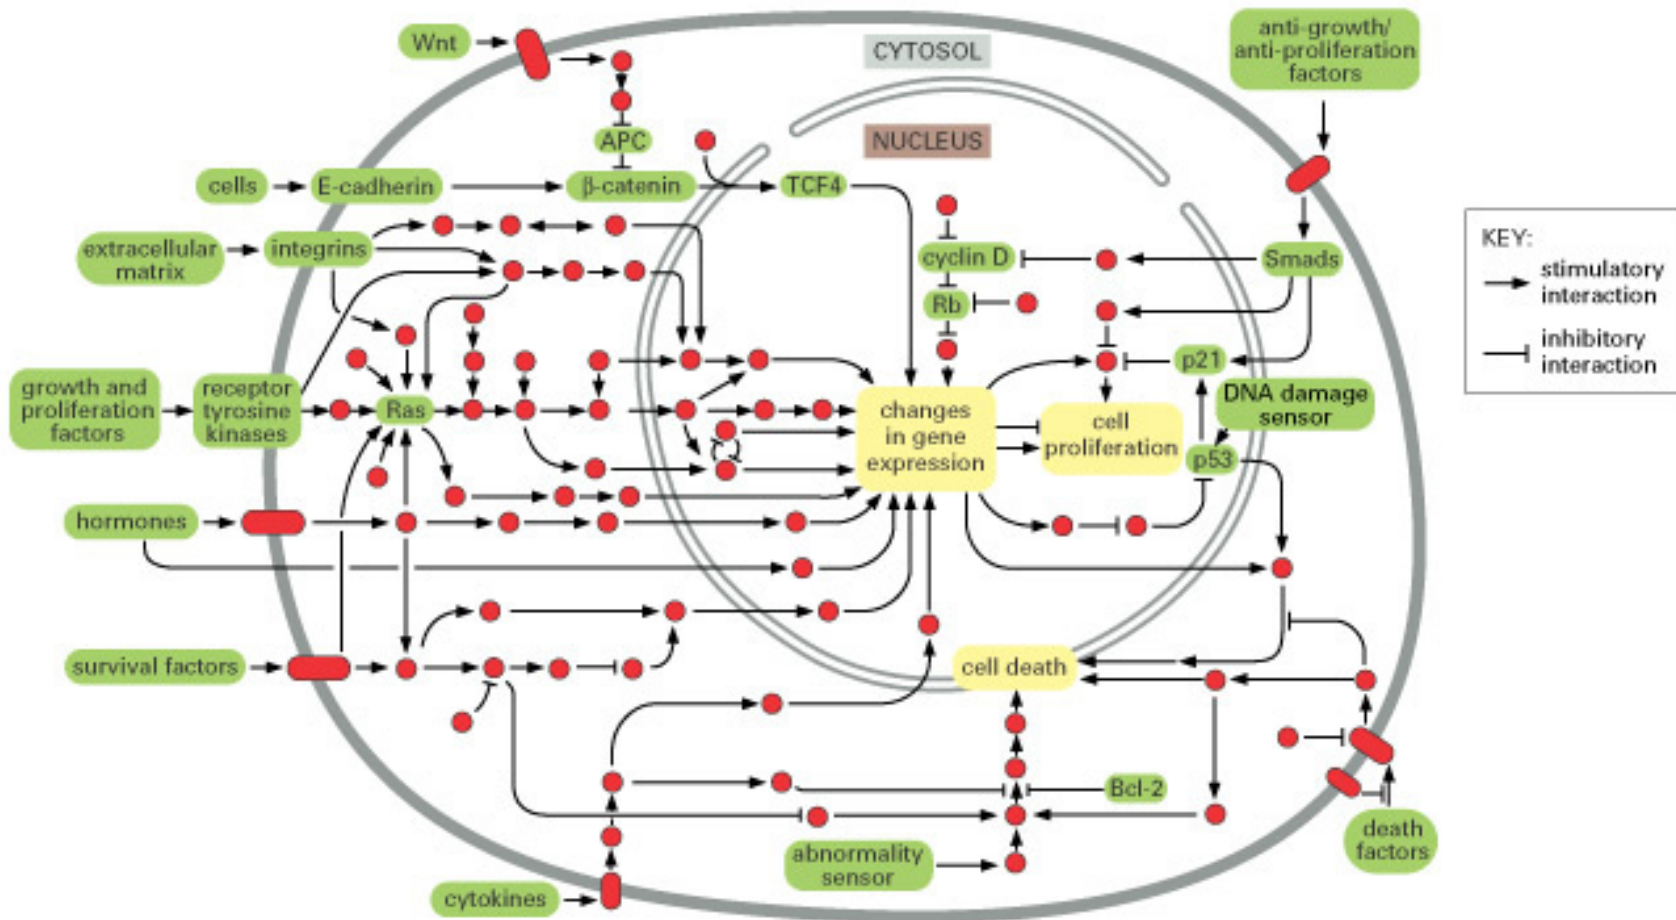 Wnt
CYTOSOL
anti-growth/
anti-proliferation
factors
APC
NUCLEUS
cells
E-cadherin
β-catenin
TCF4
extracellular
matrix
integrins
cyclin D
Smads
Rb
KEY:
stimulatory
interaction
inhibitory
interaction
growth and
proliferation
factors
receptor
tyrosine
kinases
Ras
changes
in gene
expression
cell
proliferation
p21
DNA damage
sensor
p53
hormones
survival factors
cell death
Bcl-2
abnormality
sensor
death
factors
cytokines